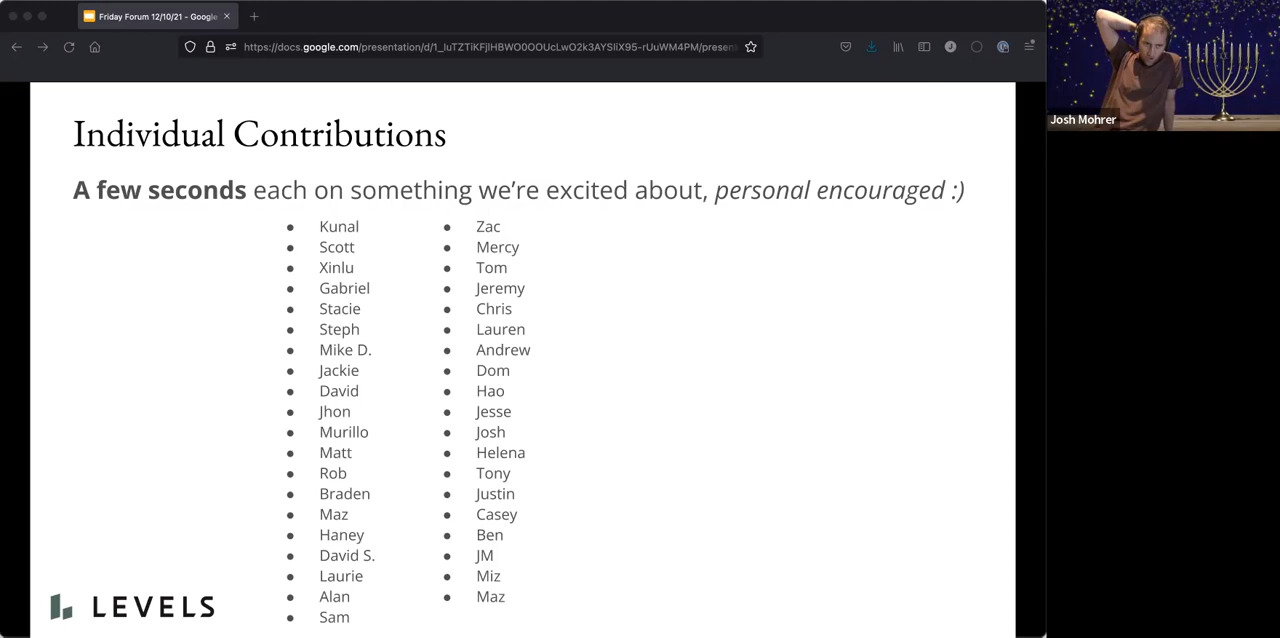 Friday Forum 12/10/21 - Google
https://docs.google.com/presentation/d/1_IuTZTiKFjlHBWO0OOUcLwO2k3AYSIiX95-rUuWM4PM/presen
Josh Mohrer
Individual Contributions
A few seconds each on something we're excited about, personal encouraged :)
Kunal
Scott
Xinlu
Gabriel
Stacie
Steph
Mike D.
Jackie
David
Jhon
Murillo
Matt
Rob
Braden
Maz
Haney
David S.
Laurie
Alan
Sam
Zac
Mercy
Tom
Jeremy
Chris
Lauren
Andrew
Dom
Hao
Jesse
Josh
Helena
Tony
Justin
Casey
Ben
JM
Miz
Maz
LEVELS